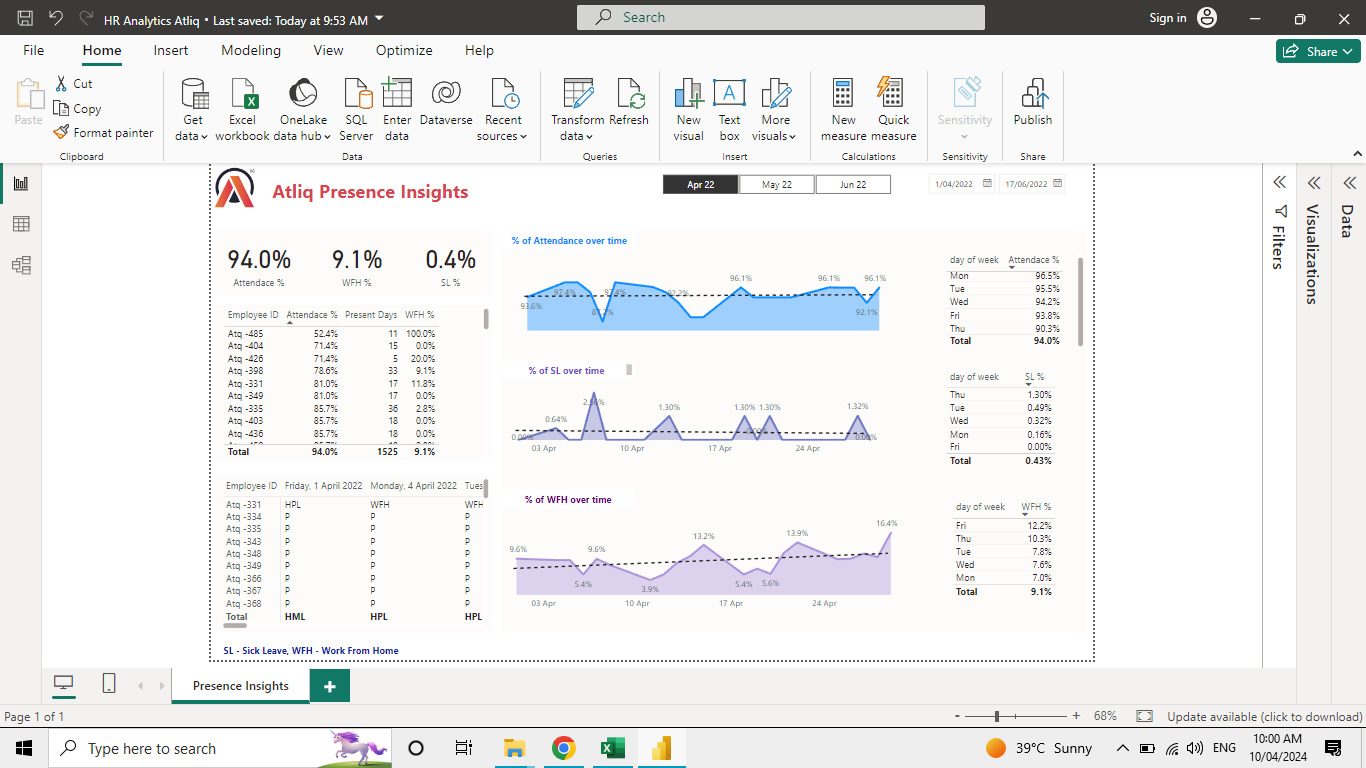 HR Analytics Atliq • Last saved: Today at 9:53 AM
Search
Sign in
File Home Insert Modeling View Optimize Help
Share
Paste
Cut
Copy
Format painter
Get data
Excel workbook
OneLake data hub
SQL Server
Enter data
Dataverse
Recent sources
Transform data
Refresh
New visual
Text box
More visuals
New measure
Quick measure
Sensitivity
Publish
Clipboard Data Queries Insert Calculations Sensitivity Share
Atliq Presence Insights
Apr 22 May 22 Jun 22
1/04/2022 17/06/2022
94.0% 9.1% 0.4%
Attendace % WFH % SL %
Employee ID Attendace % Present Days WFH %
Atq -485 52.4% 11 100.0%
Atq -404 71.4% 15 0.0%
Atq -426 71.4% 5 20.0%
Atq -398 78.6% 33 9.1%
Atq -331 81.0% 17 11.8%
Atq -349 81.0% 17 0.0%
Atq -335 85.7% 36 2.8%
Atq -403 85.7% 18 0.0%
Atq -436 85.7% 18 0.0%
Total 94.0% 1525 9.1%
Employee ID Friday, 1 April 2022 Monday, 4 April 2022 Tues
Atq -331 HPL WFH WFH
Atq -334 P P P
Atq -335 P P P
Atq -343 P P P
Atq -348 P P P
Atq -349 P P P
Atq -366 P P P
Atq -367 P P P
Atq -368 P P P
Total HML HPL HPL
SL - Sick Leave, WFH - Work From Home
% of Attendance over time
93.6% 97.4% 97.4% 92.2% 96.1% 96.1% 96.1% 92.1%
% of SL over time
0.00% 0.64% 1.30% 1.30% 1.30% 1.32% 0.00%
03 Apr 10 Apr 17 Apr 24 Apr
% of WFH over time
9.6% 5.4% 9.6% 3.9% 13.2% 5.4% 5.6% 13.9% 16.4%
03 Apr 10 Apr 17 Apr 24 Apr
day of week Attendace %
Mon 96.5%
Tue 95.5%
Wed 94.2%
Fri 93.8%
Thu 90.3%
Total 94.0%
day of week SL %
Thu 1.30%
Tue 0.49%
Wed 0.32%
Mon 0.16%
Fri 0.00%
Total 0.43%
day of week WFH %
Fri 12.2%
Thu 10.3%
Tue 7.8%
Wed 7.6%
Mon 7.0%
Total 9.1%
Filters
Visualizations
Data
Presence Insights
Page 1 of 1
68%
Update available (click to download)
Type here to search
39°C Sunny
ENG
10:00 AM
10/04/2024